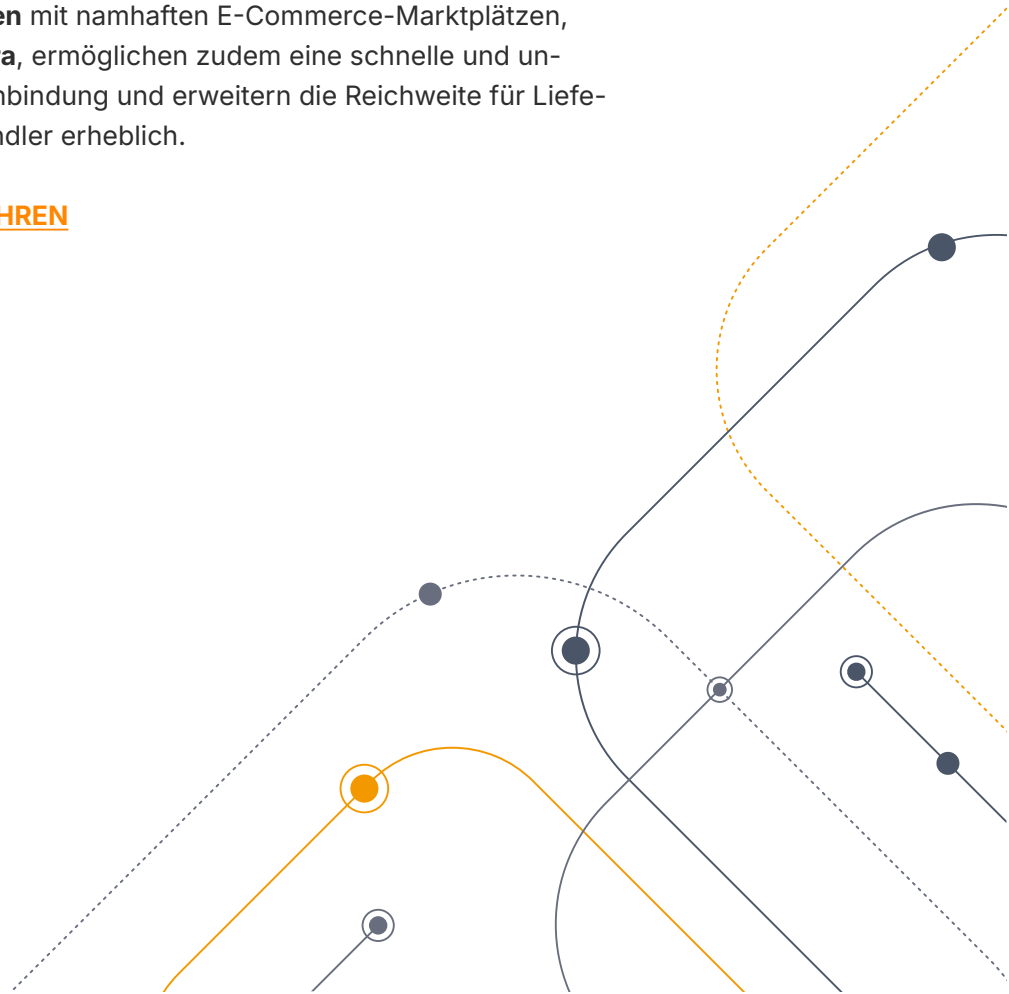 en mit namhaften E-Commerce-Marktplätzen,
a, ermöglichen zudem eine schnelle und un-
nbindung und erweitern die Reichweite für Liefe-
ndler erheblich.
HREN